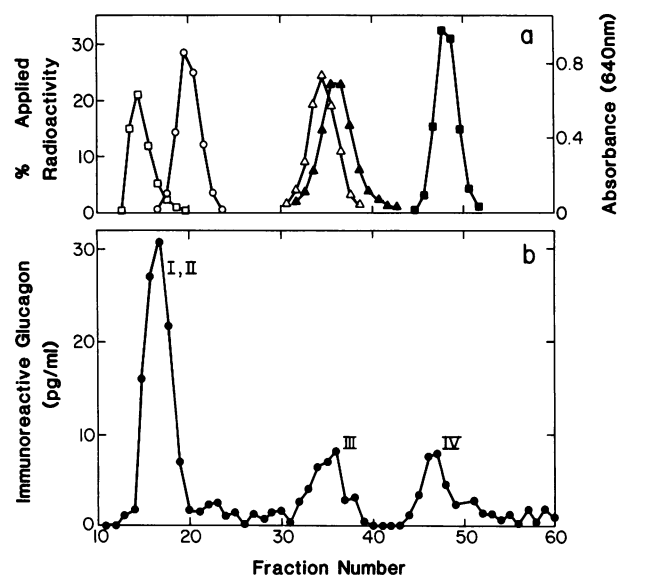 a
% Applied
Radioactivity
30
20
10
0
0.8
0.4
0
Absorbance (640nm)
b
Immunoreactive Glucagon
(pg/ml)
30
20
10
0
I, II
III
IV
10 20 30 40 50 60
Fraction Number